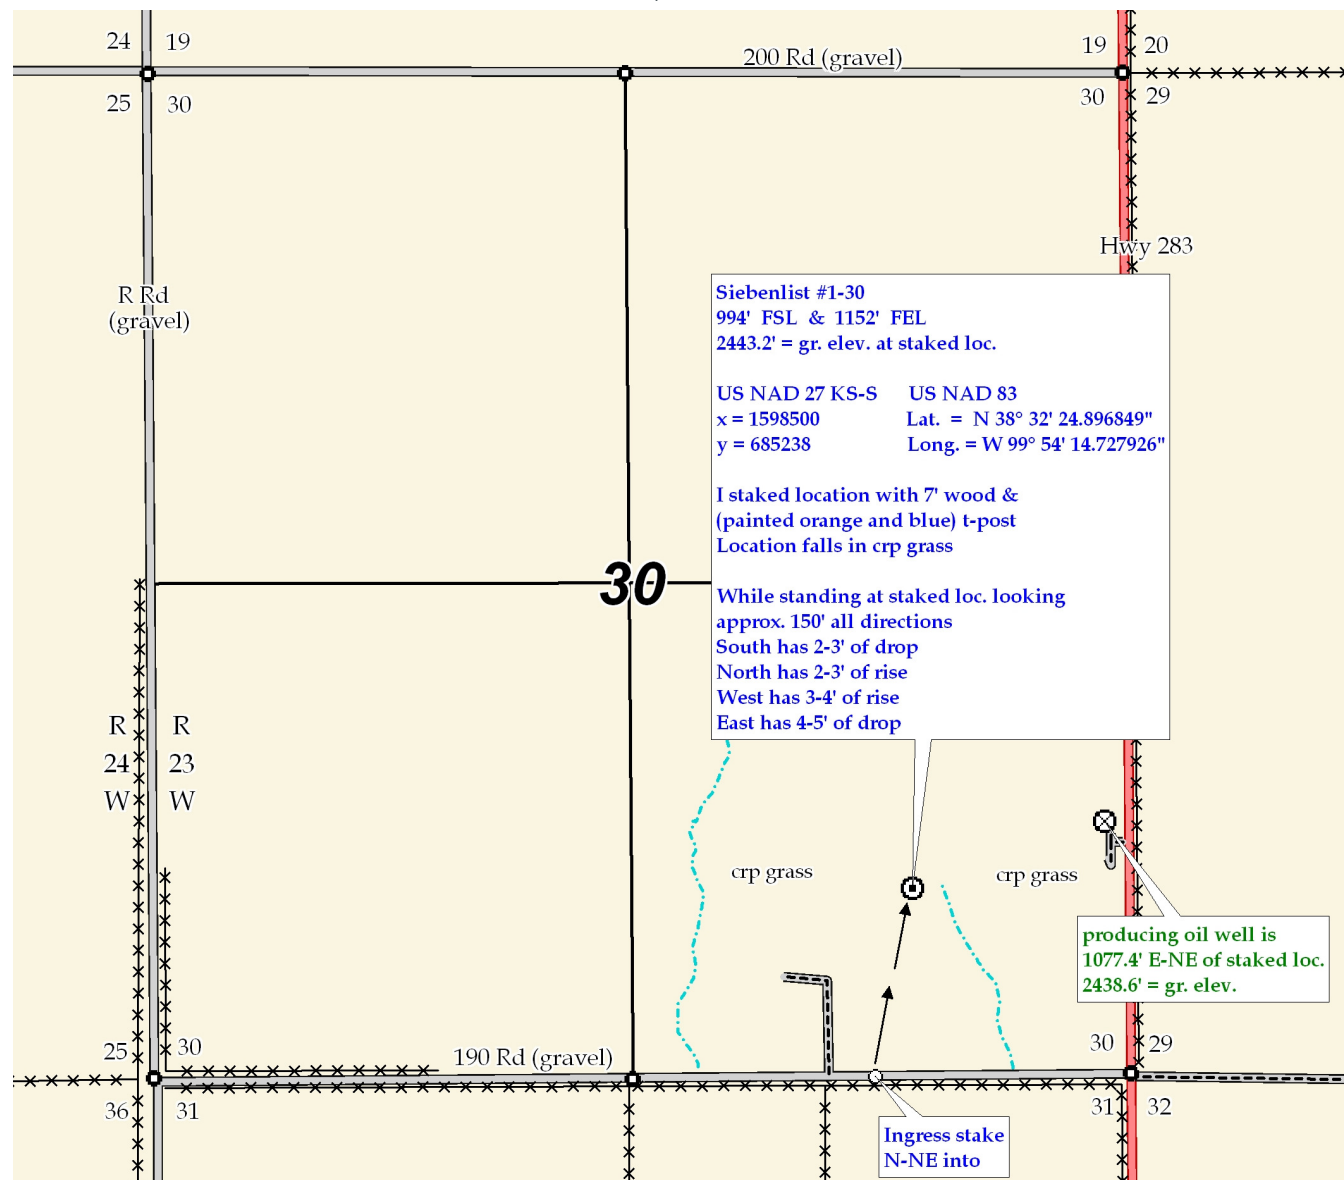 24 19
200 Rd (gravel)
19 20
25 30
30 29
Hwy 283
R Rd
(gravel)
Siebenlist #1-30
994' FSL & 1152' FEL
2443.2' = gr. elev. at staked loc.
US NAD 27 KS-S US NAD 83
x = 1598500 Lat. = N 38° 32' 24.896849"
y = 685238 Long. = W 99° 54' 14.727926"
I staked location with 7' wood &
(painted orange and blue) t-post
Location falls in crp grass
While standing at staked loc. looking
approx. 150' all directions
South has 2-3' of drop
North has 2-3' of rise
West has 3-4' of rise
East has 4-5' of drop
30
R R
24 23
W W
crp grass
crp grass
producing oil well is
1077.4' E-NE of staked loc.
2438.6' = gr. elev.
25 30
190 Rd (gravel)
30 29
36 31
31 32
Ingress stake
N-NE into